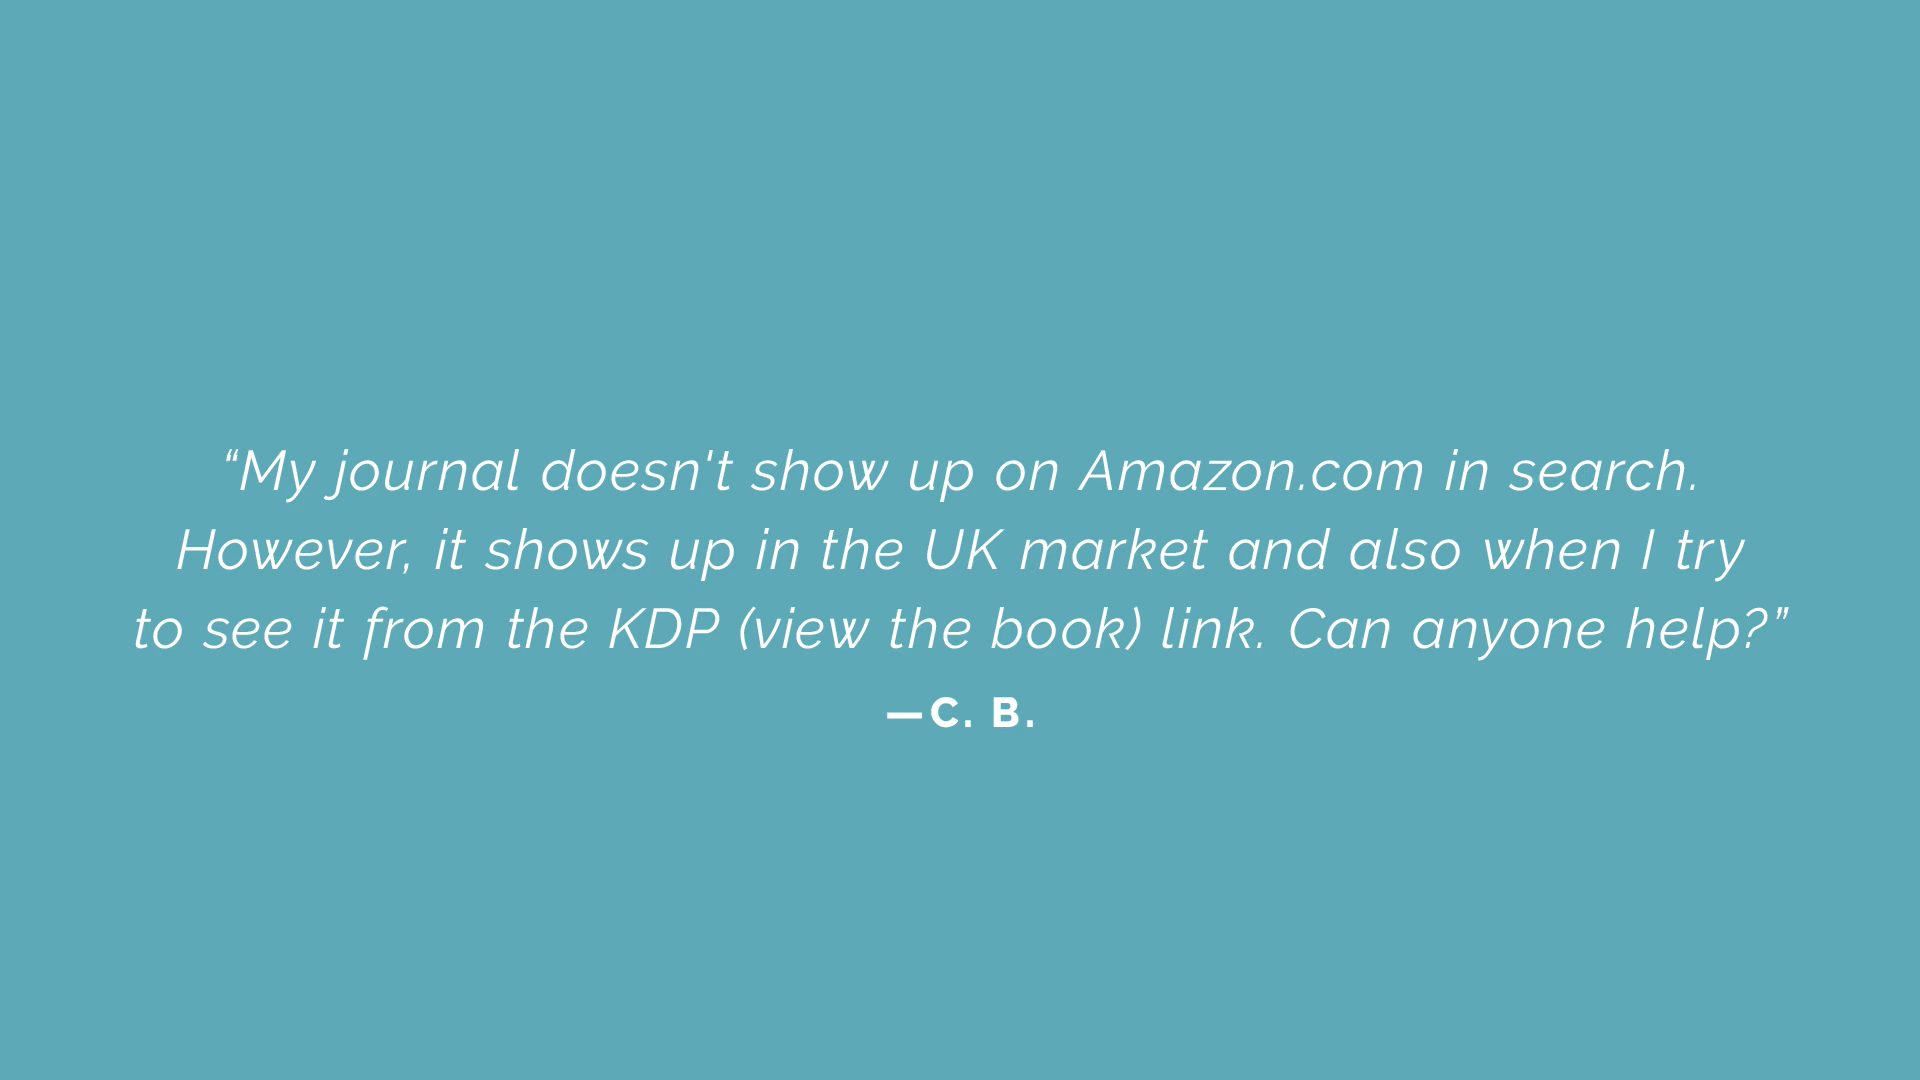 “My journal doesn't show up on Amazon.com in search.
However, it shows up in the UK market and also when I try
to see it from the KDP (view the book) link. Can anyone help?”
—C. B.